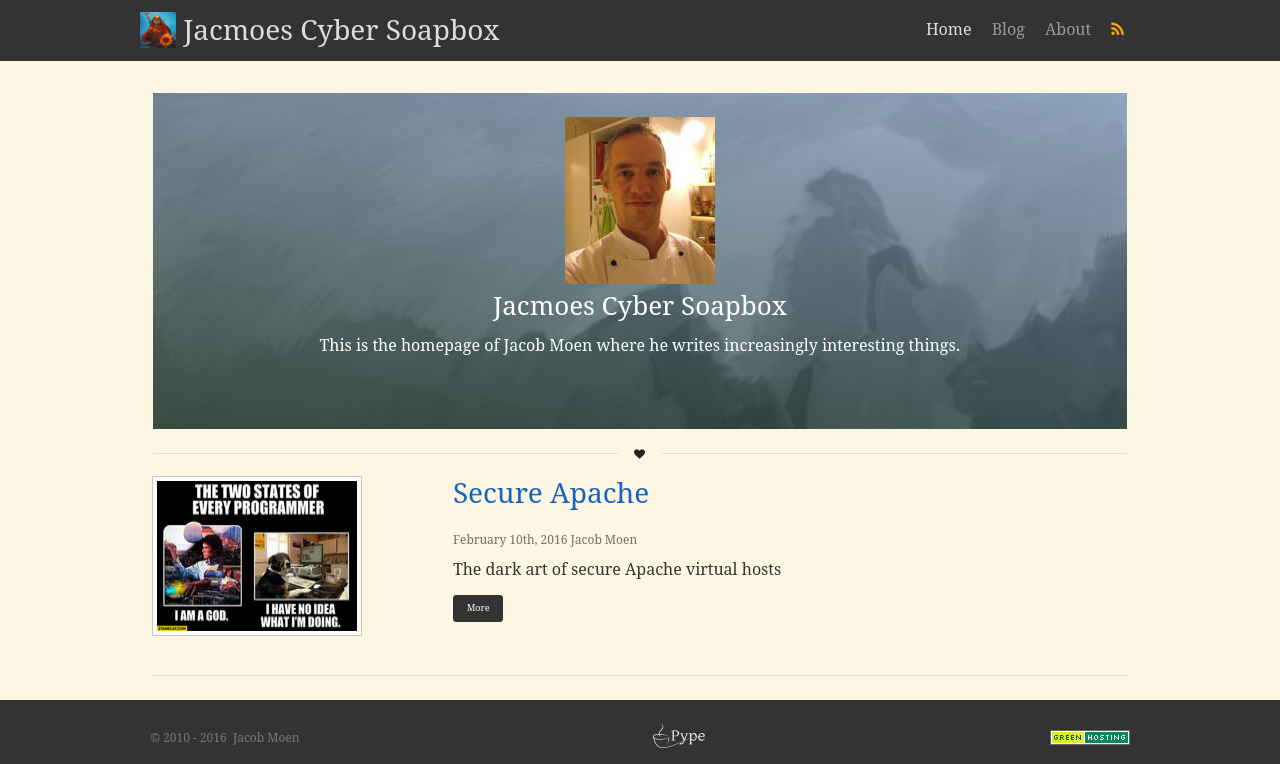 Jacmoes Cyber Soapbox
Home Blog About
Jacmoes Cyber Soapbox
This is the homepage of Jacob Moen where he writes increasingly interesting things.
THE TWO STATES OF
EVERY PROGRAMMER
I AM A GOD.
I HAVE NO IDEA
WHAT I'M DOING.
Secure Apache
February 10th, 2016 Jacob Moen
The dark art of secure Apache virtual hosts
More
© 2010 - 2016 Jacob Moen
Pype
GREEN HOSTING